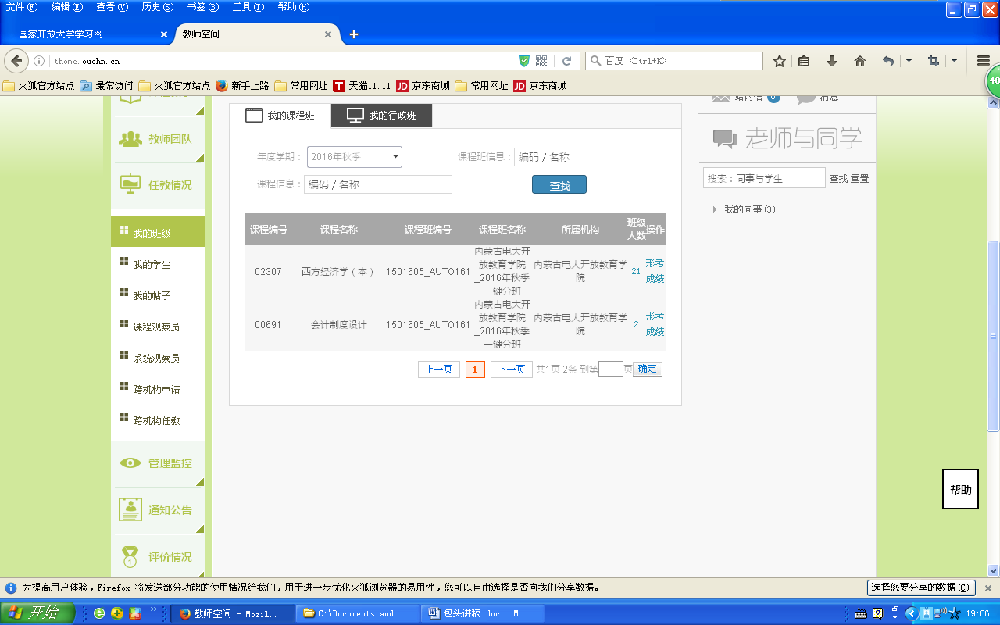 文件(F) 编辑(E) 查看(V) 历史(S) 书签(B) 工具(T) 帮助(H)
国家开放大学学习网 × 教师空间 × +
thome.ouchn.cn 百度 <Ctrl+K>
火狐官方站点 最常访问 火狐官方站点 新手上路 常用网址 天猫11.11 京东商城 常用网址 京东商城
48
教师团队
任教情况
我的班级
我的学生
我的帖子
课程观察员
系统观察员
跨机构申请
跨机构任教
管理监控
通知公告
评价情况
我的课程班 我的行政班
年度学期： 2016年秋季 课程班信息： 编码 / 名称
课程信息： 编码 / 名称 查找
课程编号 课程名称 课程班编号 课程班名称 所属机构 班级人数 操作
02307 西方经济学（本） 1501605_AUTO161 内蒙古电大开放教育学院_2016年秋季一键分班 内蒙古电大开放教育学院 21 形考成绩
00691 会计制度设计 1501605_AUTO161 内蒙古电大开放教育学院_2016年秋季一键分班 内蒙古电大开放教育学院 2 形考成绩
上一页 1 下一页 共1页 2条 到第 页 确定
站内信 消息
老师与同学
搜索：同事与学生 查找 重置
我的同事(3)
帮助
为提高用户体验，Firefox 将发送部分功能的使用情况给我们，用于进一步优化火狐浏览器的易用性，您可以自由选择是否向我们分享数据。 选择您要分享的数据(C) ×
开始 教师空间 - Mozil... C:\Documents and... 包头讲稿.doc - M... 19:06